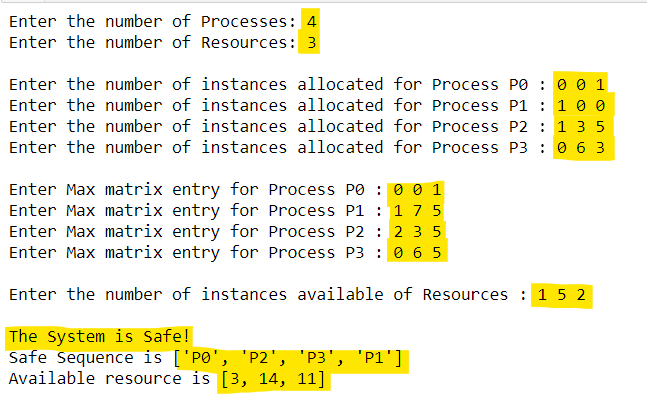 Enter the number of Processes: 4
Enter the number of Resources: 3
Enter the number of instances allocated for Process P0 : 0 0 1
Enter the number of instances allocated for Process P1 : 1 0 0
Enter the number of instances allocated for Process P2 : 1 3 5
Enter the number of instances allocated for Process P3 : 0 6 3
Enter Max matrix entry for Process P0 : 0 0 1
Enter Max matrix entry for Process P1 : 1 7 5
Enter Max matrix entry for Process P2 : 2 3 5
Enter Max matrix entry for Process P3 : 0 6 5
Enter the number of instances available of Resources : 1 5 2
The System is Safe!
Safe Sequence is ['P0', 'P2', 'P3', 'P1']
Available resource is [3, 14, 11]